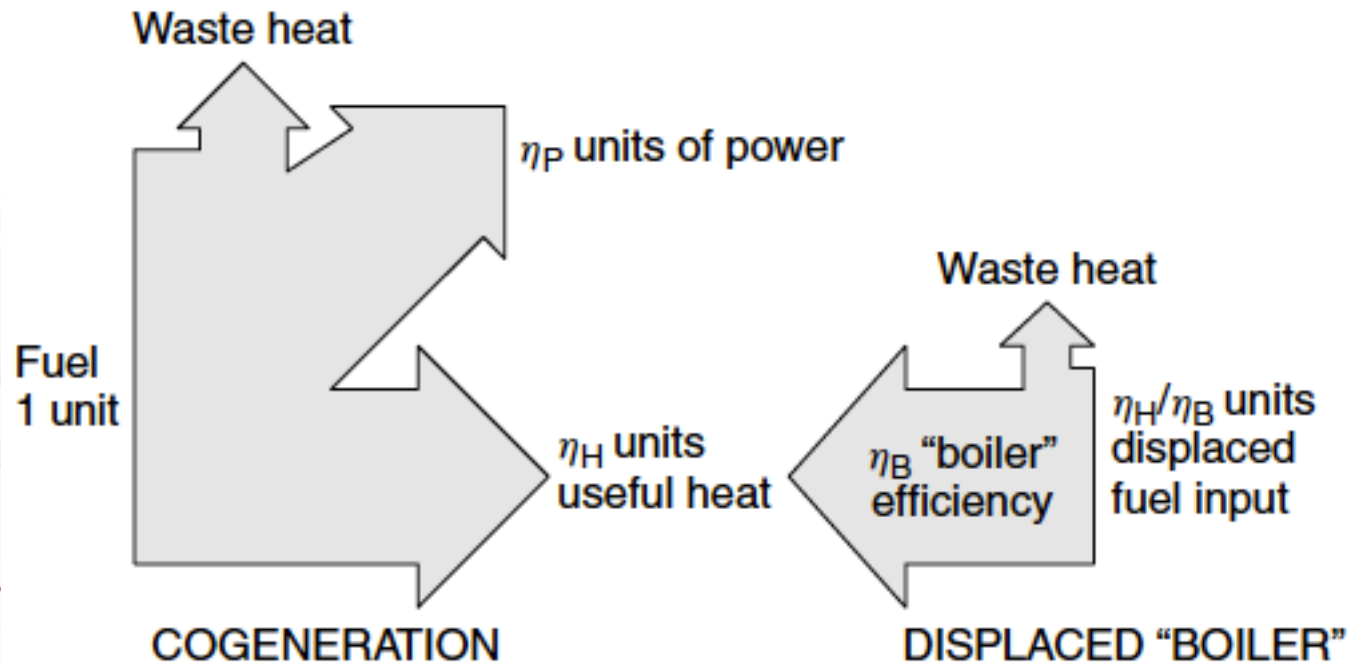 Waste heat
ηP units of power
Fuel
1 unit
ηH units
useful heat
COGENERATION
Waste heat
ηB “boiler”
efficiency
ηH/ηB units
displaced
fuel input
DISPLACED “BOILER”